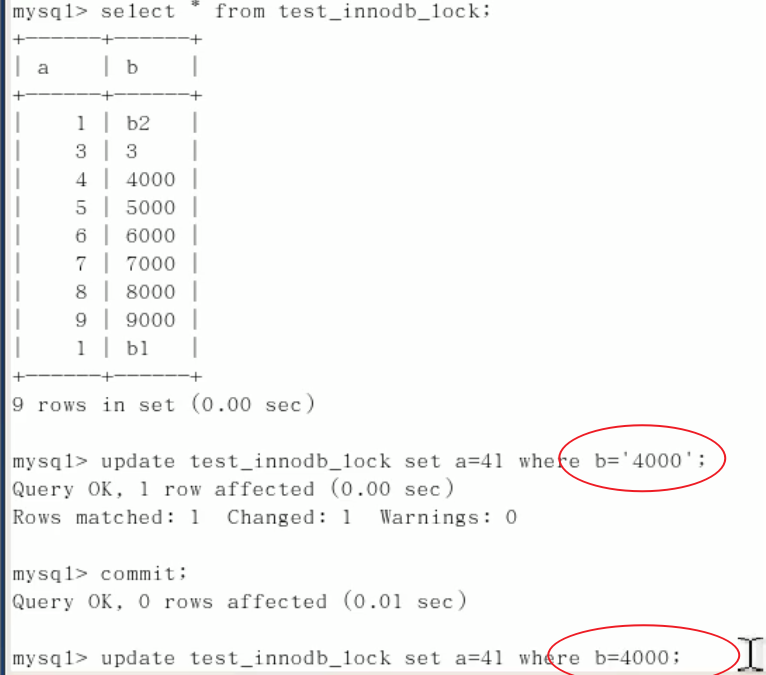 mysql> select * from test_innodb_lock;
+------+------+
| a    | b    |
+------+------+
|    1 | b2   |
|    3 | 3    |
|    4 | 4000 |
|    5 | 5000 |
|    6 | 6000 |
|    7 | 7000 |
|    8 | 8000 |
|    9 | 9000 |
|    1 | b1   |
+------+------+
9 rows in set (0.00 sec)
mysql> update test_innodb_lock set a=41 where b='4000';
Query OK, 1 row affected (0.00 sec)
Rows matched: 1  Changed: 1  Warnings: 0
mysql> commit;
Query OK, 0 rows affected (0.01 sec)
mysql> update test_innodb_lock set a=41 where b=4000;